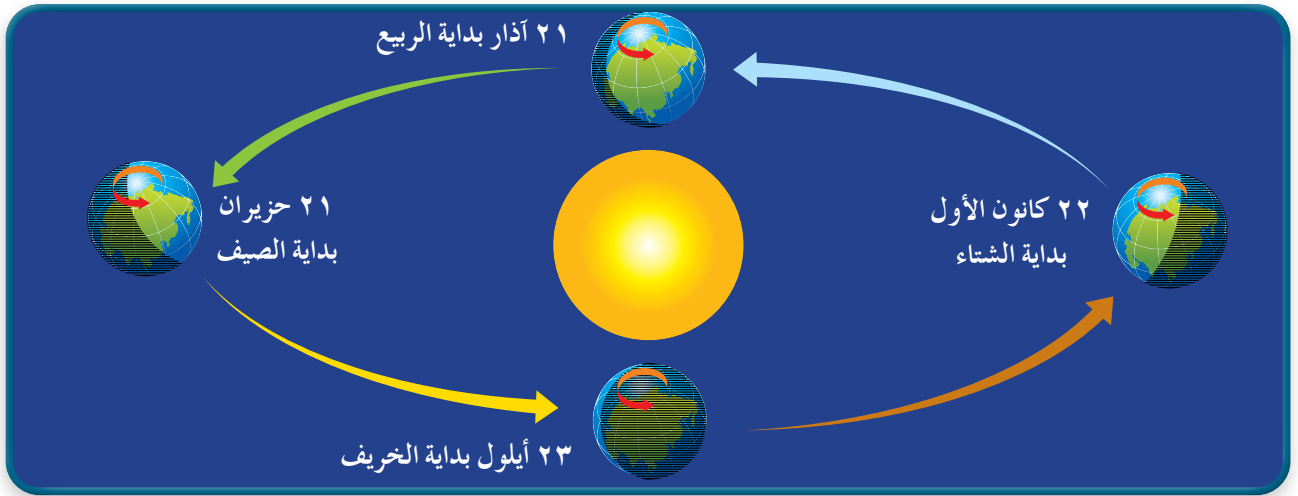 ٢١ آذار بداية الربيع
٢٢ كانون الأول
بداية الشتاء
٢١ حزيران
بداية الصيف
٢٣ أيلول بداية الخريف